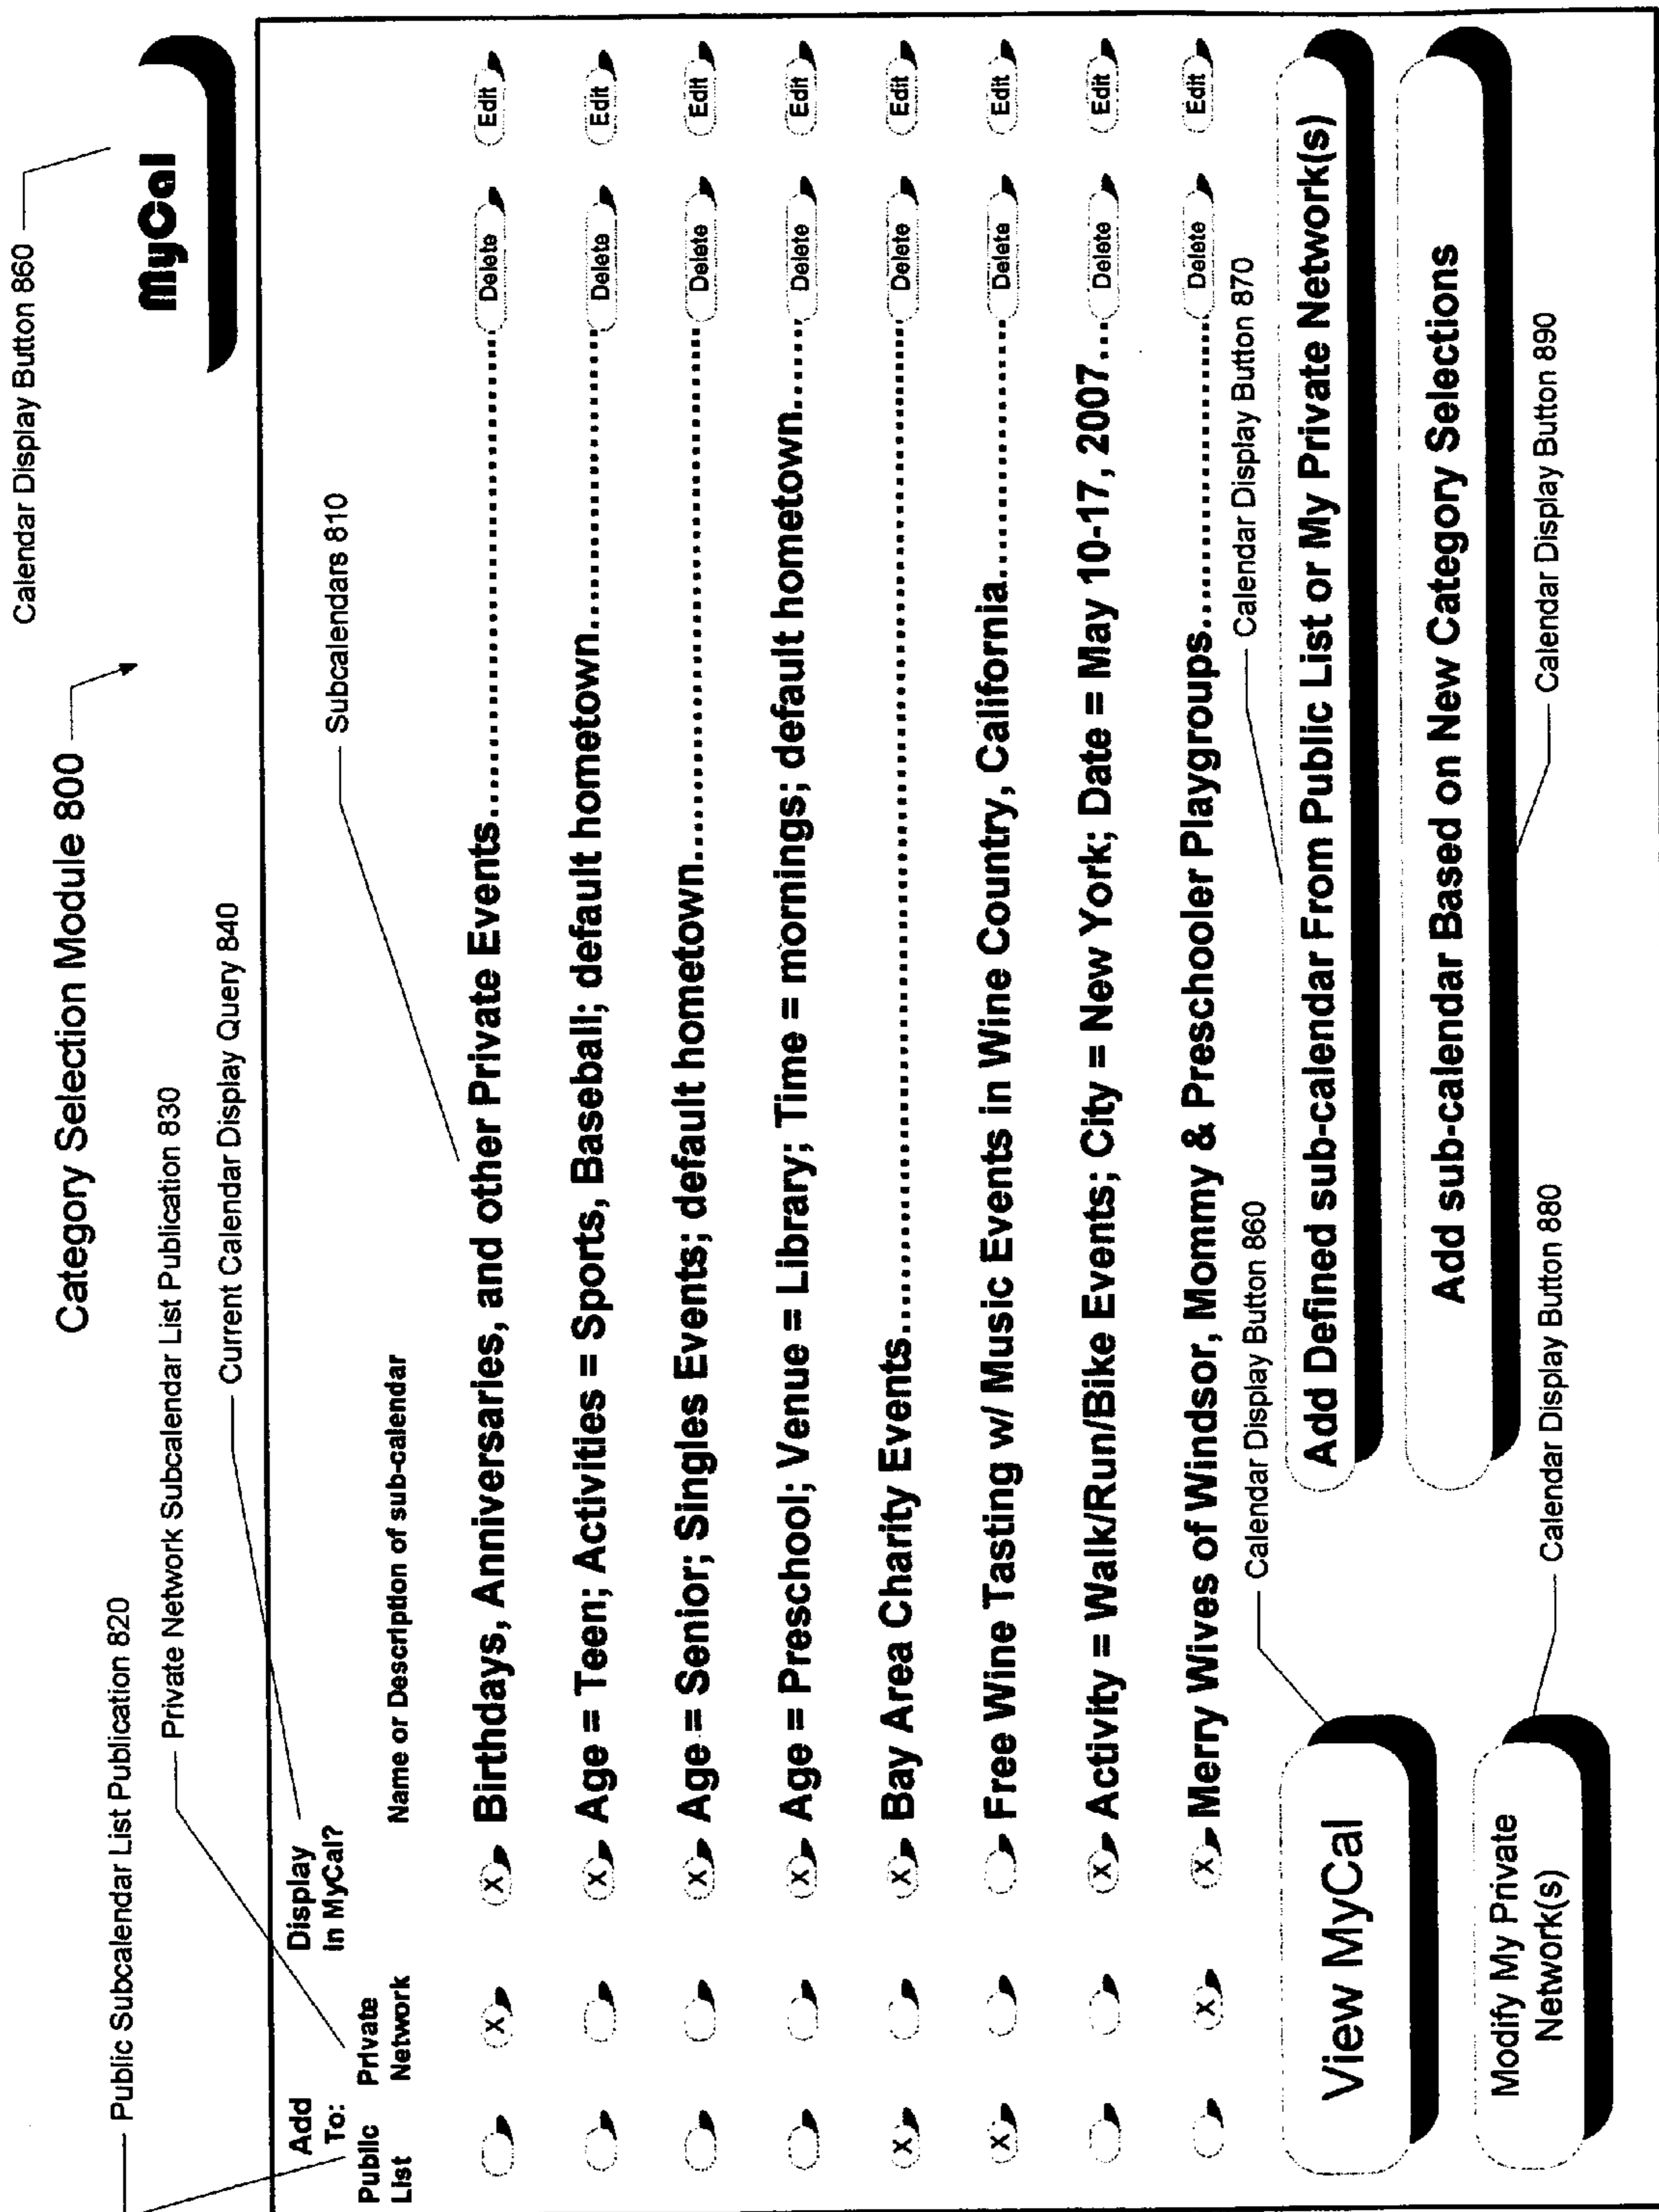 Category Selection Module 800
Calendar Display Button 860
Public Subcalendar List Publication 820
Private Network Subcalendar List Publication 830
Current Calendar Display Query 840
MyCal
Subcalendars 810
Add
To:
Public
List
Private
Network
Display
in MyCal?
Name or Description of sub-calendar
X X Birthdays, Anniversaries, and other Private Events........................................ Delete Edit
X Age = Teen; Activities = Sports, Baseball; default hometown........................ Delete Edit
X Age = Senior; Singles Events; default hometown............................................ Delete Edit
X Age = Preschool; Venue = Library; Time = mornings; default hometown...... Delete Edit
X X Bay Area Charity Events................................................................................ Delete Edit
X Free Wine Tasting w/ Music Events in Wine Country, California.................... Delete Edit
X Activity = Walk/Run/Bike Events; City = New York; Date = May 10-17, 2007... Delete Edit
X X Merry Wives of Windsor, Mommy & Preschooler Playgroups......................... Delete Edit
Calendar Display Button 860
Calendar Display Button 870
View MyCal
Add Defined sub-calendar From Public List or My Private Network(s)
Modify My Private
Network(s)
Add sub-calendar Based on New Category Selections
Calendar Display Button 880
Calendar Display Button 890